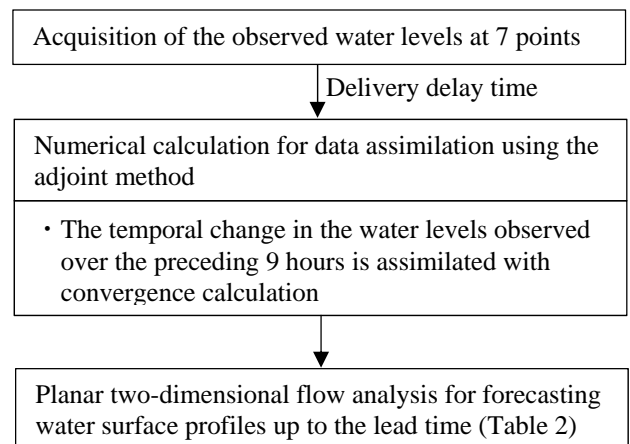 Acquisition of the observed water levels at 7 points
Delivery delay time
Numerical calculation for data assimilation using the
adjoint method
・The temporal change in the water levels observed
over the preceding 9 hours is assimilated with
convergence calculation
Planar two-dimensional flow analysis for forecasting
water surface profiles up to the lead time (Table 2)